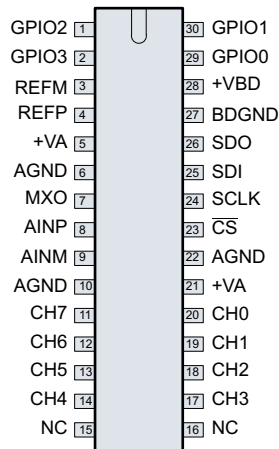 GPIO2 1 30 GPIO1
GPIO3 2 29 GPIO0
REFM 3 28 +VBD
REFP 4 27 BDGND
+VA 5 26 SDO
AGND 6 25 SDI
MXO 7 24 SCLK
AINP 8 23 C̅S̅
AINM 9 22 AGND
AGND 10 21 +VA
CH7 11 20 CH0
CH6 12 19 CH1
CH5 13 18 CH2
CH4 14 17 CH3
NC 15 16 NC